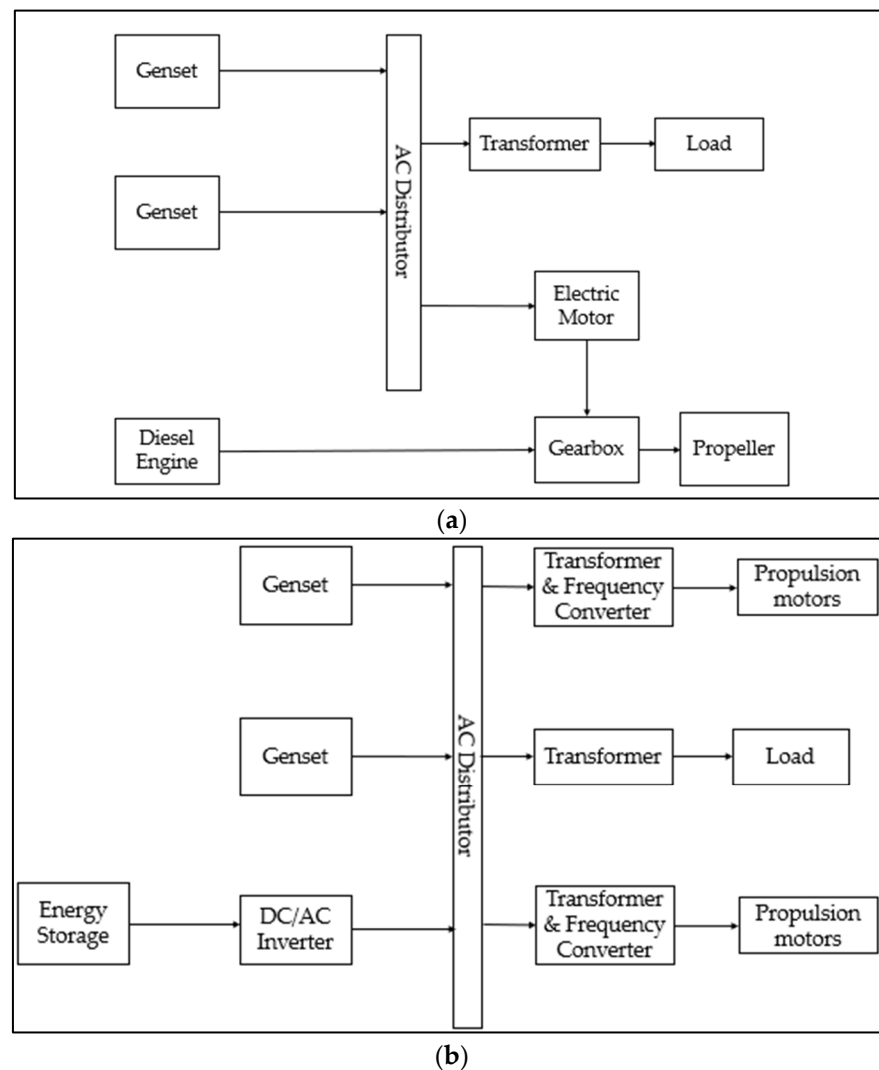 Genset
Genset
AC Distributor
Transformer
Load
Electric
Motor
Diesel
Engine
Gearbox
Propeller
(a)
Genset
Genset
Energy
Storage
DC/AC
Inverter
AC Distributor
Transformer
& Frequency
Converter
Propulsion
motors
Transformer
Load
Transformer
& Frequency
Converter
Propulsion
motors
(b)